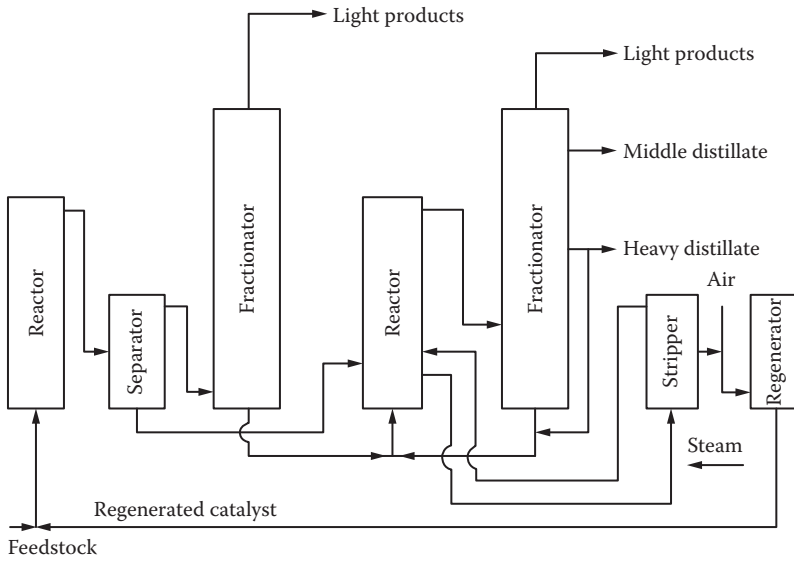 Light products
Light products
Middle distillate
Heavy distillate
Air
Reactor
Separator
Fractionator
Reactor
Fractionator
Stripper
Regenerator
Steam
Regenerated catalyst
Feedstock